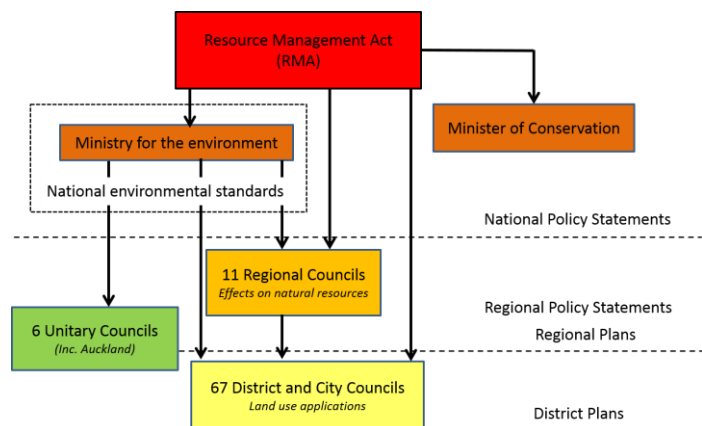 Resource Management Act
(RMA)
Ministry for the environment
Minister of Conservation
National environmental standards
National Policy Statements
11 Regional Councils
Effects on natural resources
Regional Policy Statements
6 Unitary Councils
(Inc. Auckland)
Regional Plans
67 District and City Councils
Land use applications
District Plans